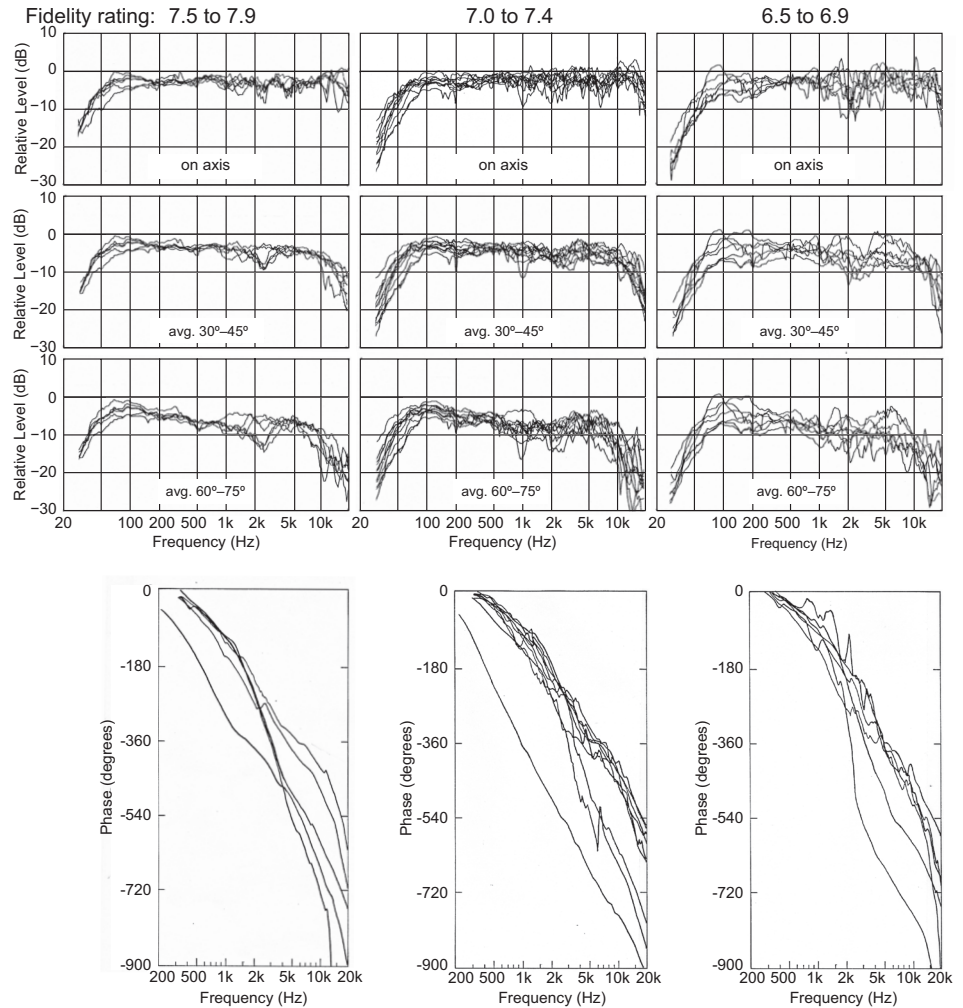 Fidelity rating: 7.5 to 7.9 7.0 to 7.4 6.5 to 6.9
Relative Level (dB)
10
0
−10
−20
−30
20
on axis
on axis
on axis
Relative Level (dB)
10
0
−10
−20
−30
avg. 30º–45º
avg. 30º–45º
avg. 30º–45º
Relative Level (dB)
10
0
−10
−20
−30
avg. 60º–75º
avg. 60º–75º
avg. 60º–75º
20 100 200 500 1k 2k 5k 10k 20 100 200 500 1k 2k 5k 10k 20 100 200 500 1k 2k 5k 10k
Frequency (Hz) Frequency (Hz) Frequency (Hz)
Phase (degrees)
0
-180
-360
-540
-720
-900
200 500 1k 2k 5k 10k 20k
Frequency (Hz)
Phase (degrees)
0
-180
-360
-540
-720
-900
200 500 1k 2k 5k 10k 20k
Frequency (Hz)
Phase (degrees)
0
-180
-360
-540
-720
-900
200 500 1k 2k 5k 10k 20k
Frequency (Hz)